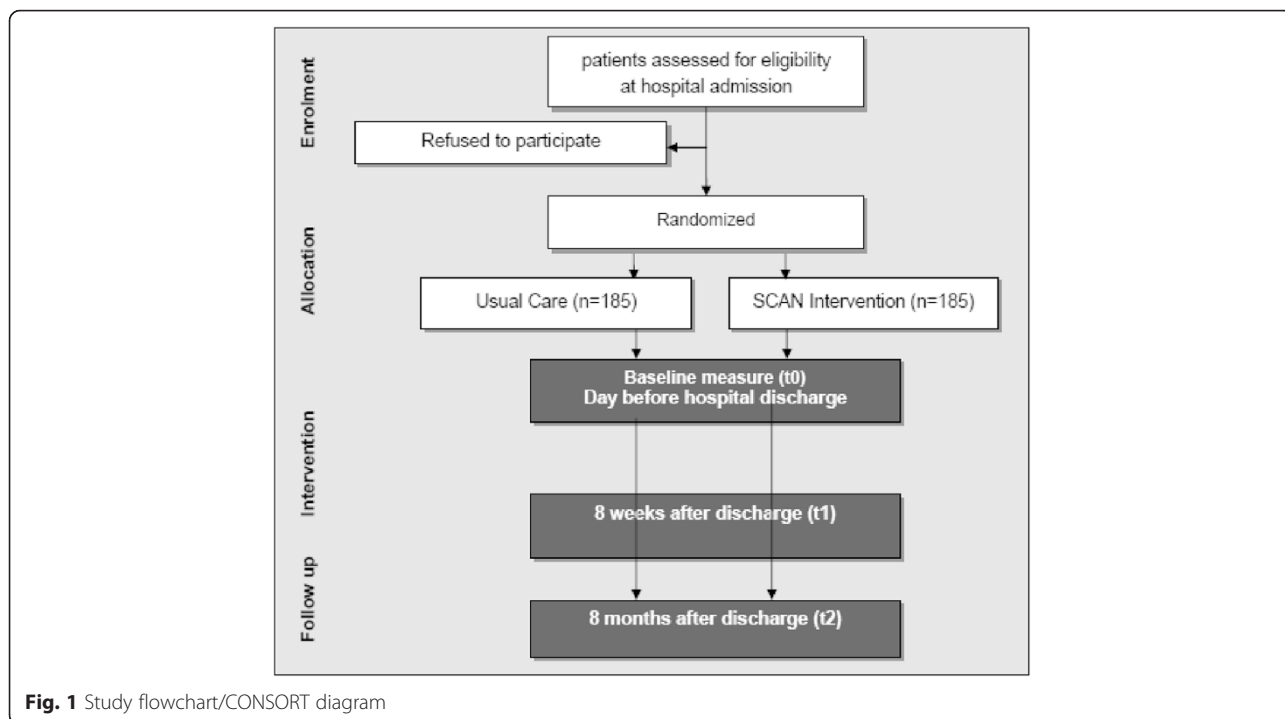 Enrolment
patients assessed for eligibility
at hospital admission
Refused to participate
Allocation
Randomized
Usual Care (n=185)
SCAN Intervention (n=185)
Intervention
Baseline measure (t0)
Day before hospital discharge
8 weeks after discharge (t1)
Follow up
8 months after discharge (t2)
Fig. 1 Study flowchart/CONSORT diagram